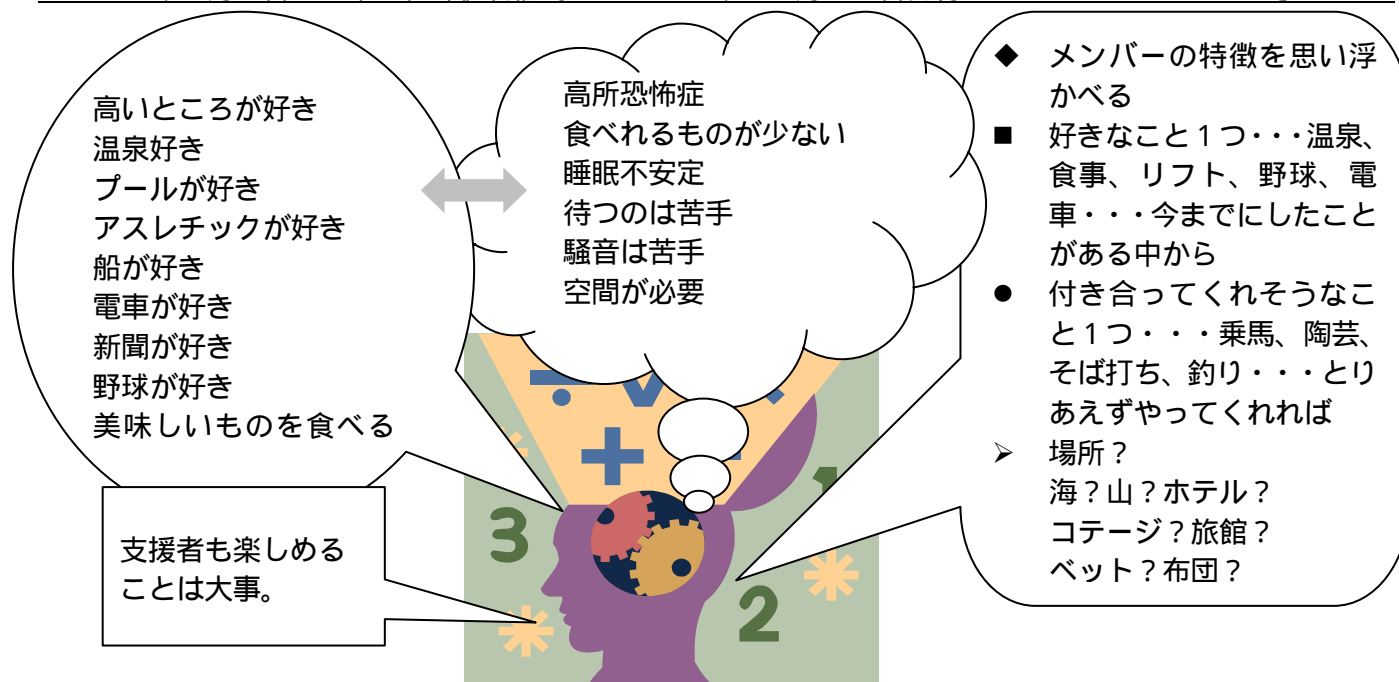 高いところが好き
温泉好き
プールが好き
アスレチックが好き
船が好き
電車が好き
新聞が好き
野球が好き
美味しいものを食べる
高所恐怖症
食べれるものが少ない
睡眠不安定
待つのは苦手
騒音は苦手
空間が必要
◆ メンバーの特徴を思い浮
かべる
■ 好きなこと1つ・・・温泉、
食事、リフト、野球、電
車・・・今までにしたこと
がある中から
● 付き合ってくれそうなこ
と1つ・・・乗馬、陶芸、
そば打ち、釣り・・・とり
あえずやってくれれば
➢ 場所？
海？山？ホテル？
コテージ？旅館？
ベット？布団？
支援者も楽しめる
ことは大事。
3
1
2